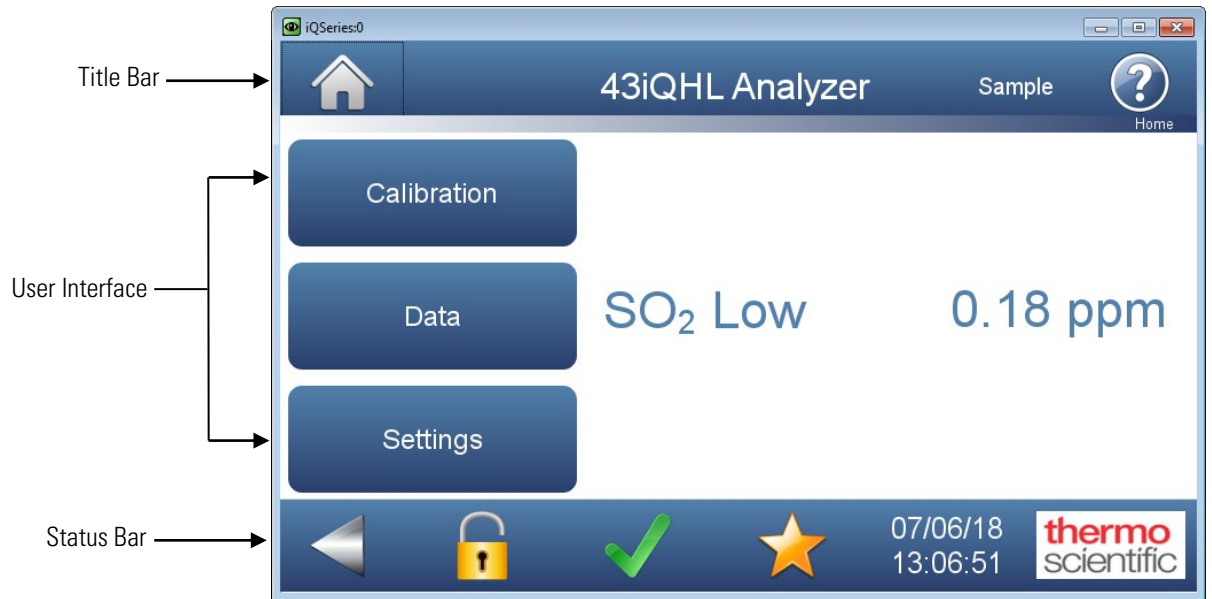 iQSeries:0
Title Bar
43iQHL Analyzer
Sample
Home
Calibration
User Interface
Data
SO₂ Low
0.18 ppm
Settings
Status Bar
07/06/18
13:06:51
thermo
scientific